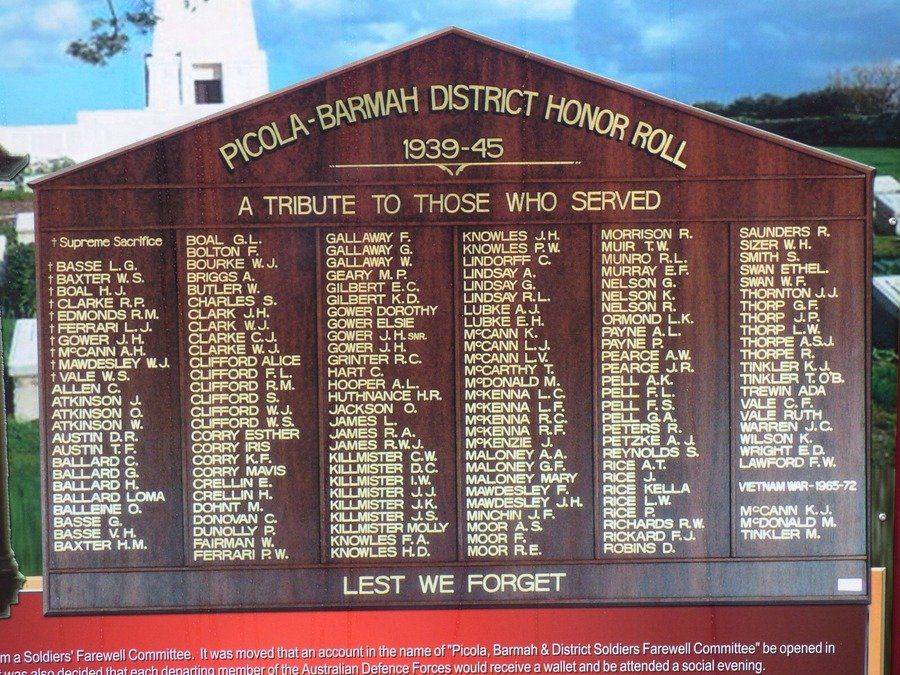 PICOLA-BARMAH DISTRICT HONOR ROLL
1939-45
A TRIBUTE TO THOSE WHO SERVED
† Supreme Sacrifice
† BASSE L.G.
† BAXTER W.S.
† BOAL H.J.
† CLARKE R.P.
† EDMONDS R.M.
† FERRARI L.J.
† GOWER J.H.
† McCANN A.H.
† MAWDESLEY W.J.
† VALE W.S.
ALLEN C.
ATKINSON J.
ATKINSON O.
ATKINSON W.
AUSTIN D.R.
AUSTIN T.F.
BALLARD C.
BALLARD G.
BALLARD H.
BALLARD LOMA
BALLEINE O.
BASSE G.
BASSE V.H.
BAXTER H.M.
BOAL G.L.
BOLTON F.
BOURKE W.J.
BRIGGS A.
BUTLER W.
CHARLES S.
CLARK J.H.
CLARK W.J.
CLARKE C.J.
CLARKE W.J.
CLIFFORD ALICE
CLIFFORD F.L.
CLIFFORD R.M.
CLIFFORD S.
CLIFFORD W.J.
CLIFFORD W.S.
CORRY ESTHER
CORRY IRIS
CORRY K.F.
CORRY MAVIS
CRELLIN E.
CRELLIN H.
DOHNT M.
DONOVAN C.
DUNOLLY P.
FAIRMAN W.
FERRARI P.W.
GALLAWAY F.
GALLAWAY G.
GALLAWAY W.
GEARY M.P.
GILBERT E.C.
GILBERT K.D.
GOWER DOROTHY
GOWER ELSIE
GOWER J.H. SNR.
GOWER J.H.
GRINTER R.C.
HART C.
HOOPER A.L.
HUTHNANCE H.R.
JACKSON O.
JAMES L.
JAMES R.A.
JAMES R.W.J.
KILLMISTER C.W.
KILLMISTER D.C.
KILLMISTER I.W.
KILLMISTER J.J.
KILLMISTER J.K.
KILLMISTER J.S.
KILLMISTER MOLLY
KNOWLES F.A.
KNOWLES H.D.
KNOWLES J.H.
KNOWLES P.W.
LINDORFF C.
LINDSAY A.
LINDSAY G.
LINDSAY R.L.
LUBKE A.J.
LUBKE E.H.
McCANN K.
McCANN L.J.
McCANN L.V.
McCARTHY T.
McDONALD M.
McKENNA L.C.
McKENNA L.F.
McKENNA R.C.
McKENNA R.F.
McKENZIE J.
MALONEY A.A.
MALONEY G.F.
MALONEY MARY
MAWDESLEY F.
MAWDESLEY J.H.
MINCHIN J.F.
MOOR A.S.
MOOR F.
MOOR R.E.
MORRISON R.
MUIR T.W.
MUNRO R.L.
MURRAY E.F.
NELSON G.
NELSON K.
NELSON R.
ORMOND L.K.
PAYNE A.L.
PAYNE P.
PEARCE A.W.
PEARCE J.R.
PELL A.K.
PELL F.L.
PELL F.S.
PELL G.A.
PETERS R.
PETZKE A.J.
REYNOLDS S.
RICE A.T.
RICE J.
RICE KELLA
RICE L.W.
RICE P.
RICHARDS R.W.
RICKARD F.J.
ROBINS D.
SAUNDERS R.
SIZER W.H.
SMITH S.
SWAN ETHEL.
SWAN W.F.
THORNTON J.J.
THORP G.F.
THORP J.P.
THORP L.W.
THORPE A.S.J.
THORPE R.
TINKLER K.J.
TINKLER T.O'B.
TREWIN ADA
VALE C.F.
VALE RUTH
WARREN J.C.
WILSON K.
WRIGHT E.D.
LAWFORD F.W.
VIETNAM WAR-1965-72
McCANN K.J.
McDONALD M.
TINKLER M.
LEST WE FORGET
m a Soldiers' Farewell Committee. It was moved that an account in the name of "Picola, Barmah & District Soldiers Farewell Committee" be opened in
was also decided that each departing member of the Australian Defence Forces would receive a wallet and be attended a social evening.